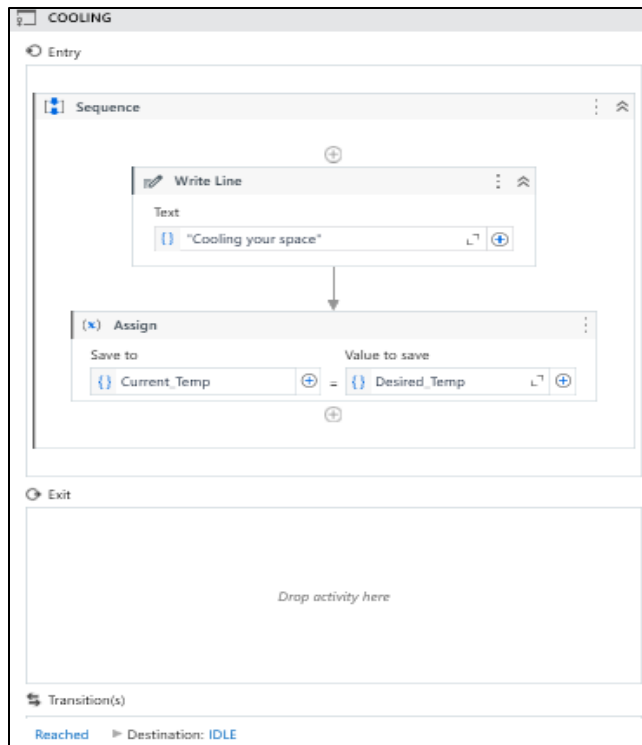 COOLING
Entry
Sequence
Write Line
Text
"Cooling your space"
Assign
Save to Value to save
Current_Temp = Desired_Temp
Exit
Drop activity here
Transition(s)
Reached Destination: IDLE